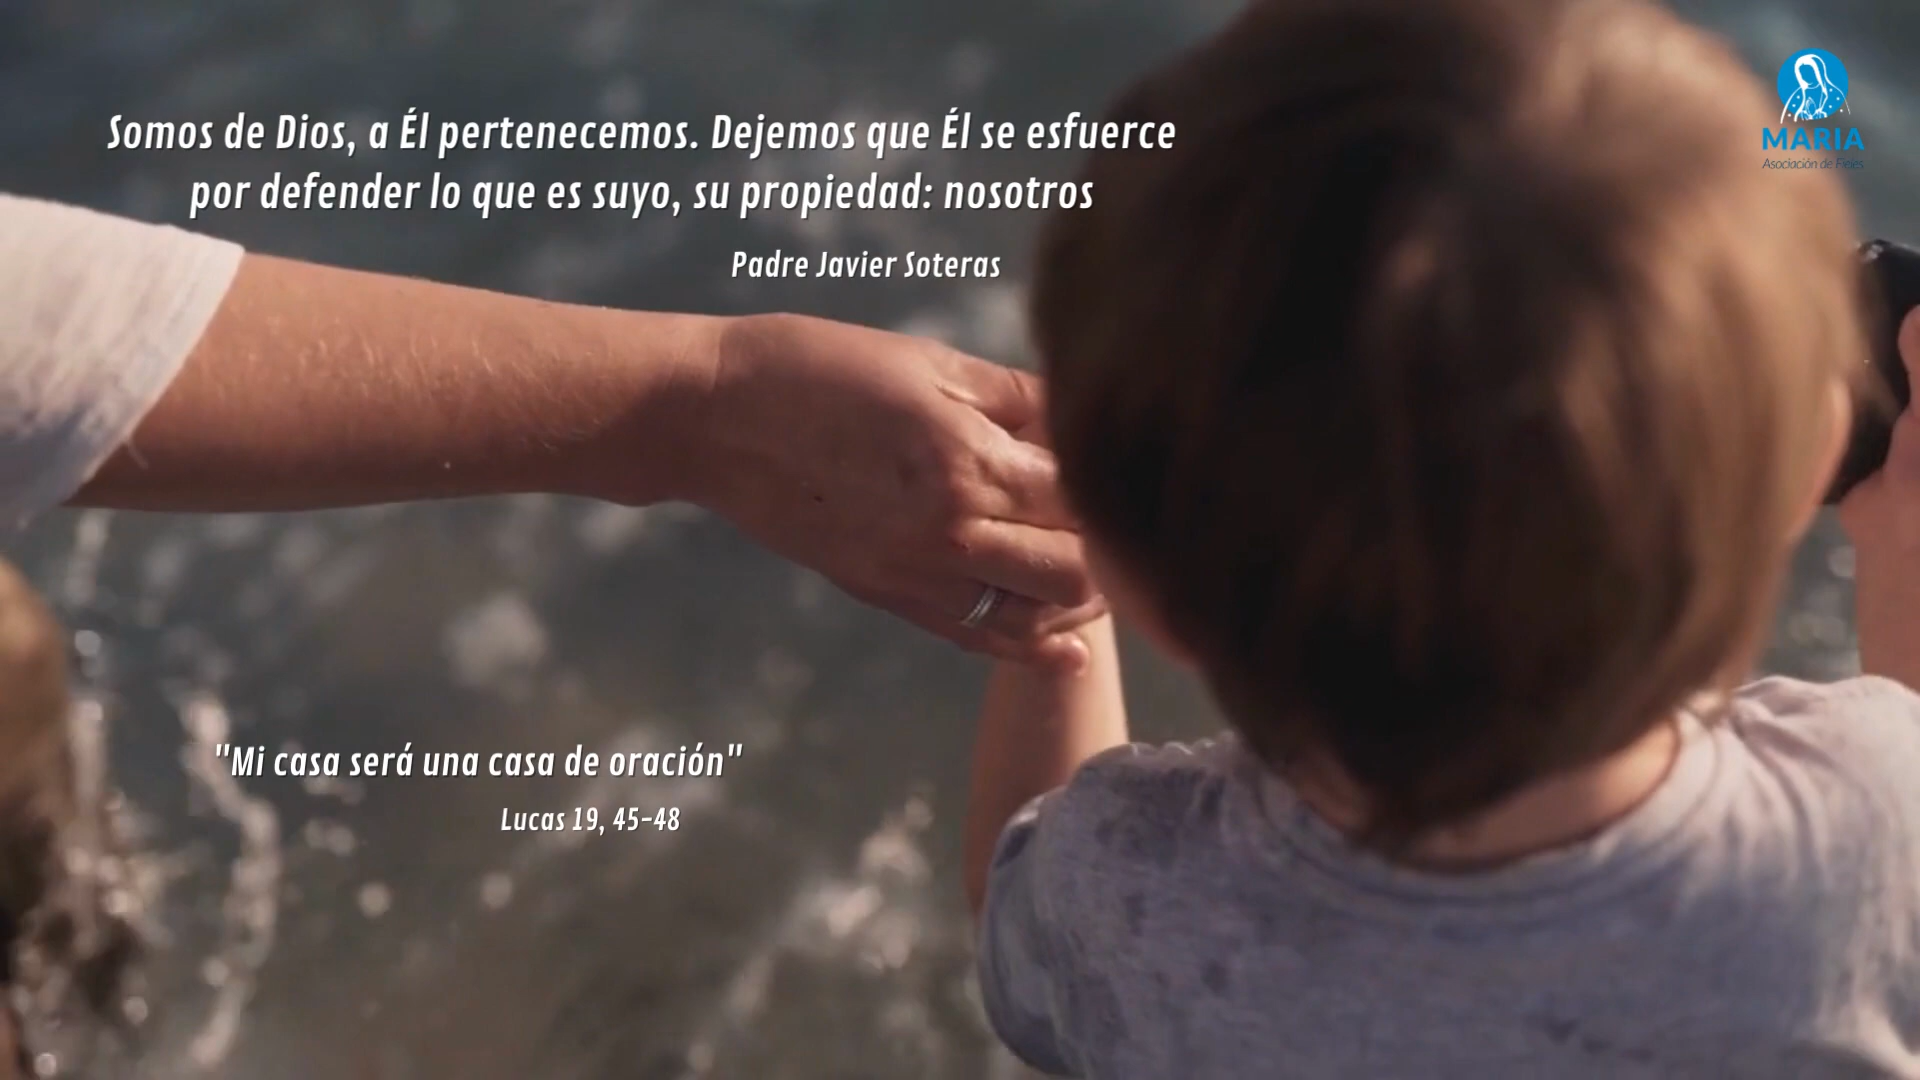 Somos de Dios, a Él pertenecemos. Dejemos que Él se esfuerce
por defender lo que es suyo, su propiedad: nosotros
Padre Javier Soteras
MARIA
Asociación de Fieles
"Mi casa será una casa de oración"
Lucas 19, 45-48